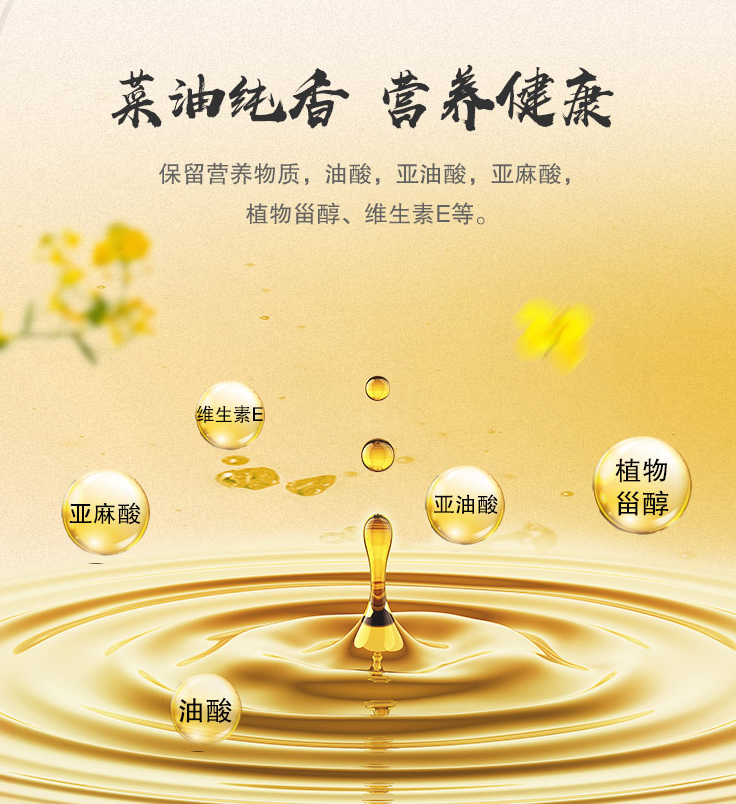 菜油纯香 营养健康
保留营养物质，油酸，亚油酸，亚麻酸，
植物甾醇、维生素E等。
维生素E
植物
甾醇
亚麻酸
亚油酸
油酸